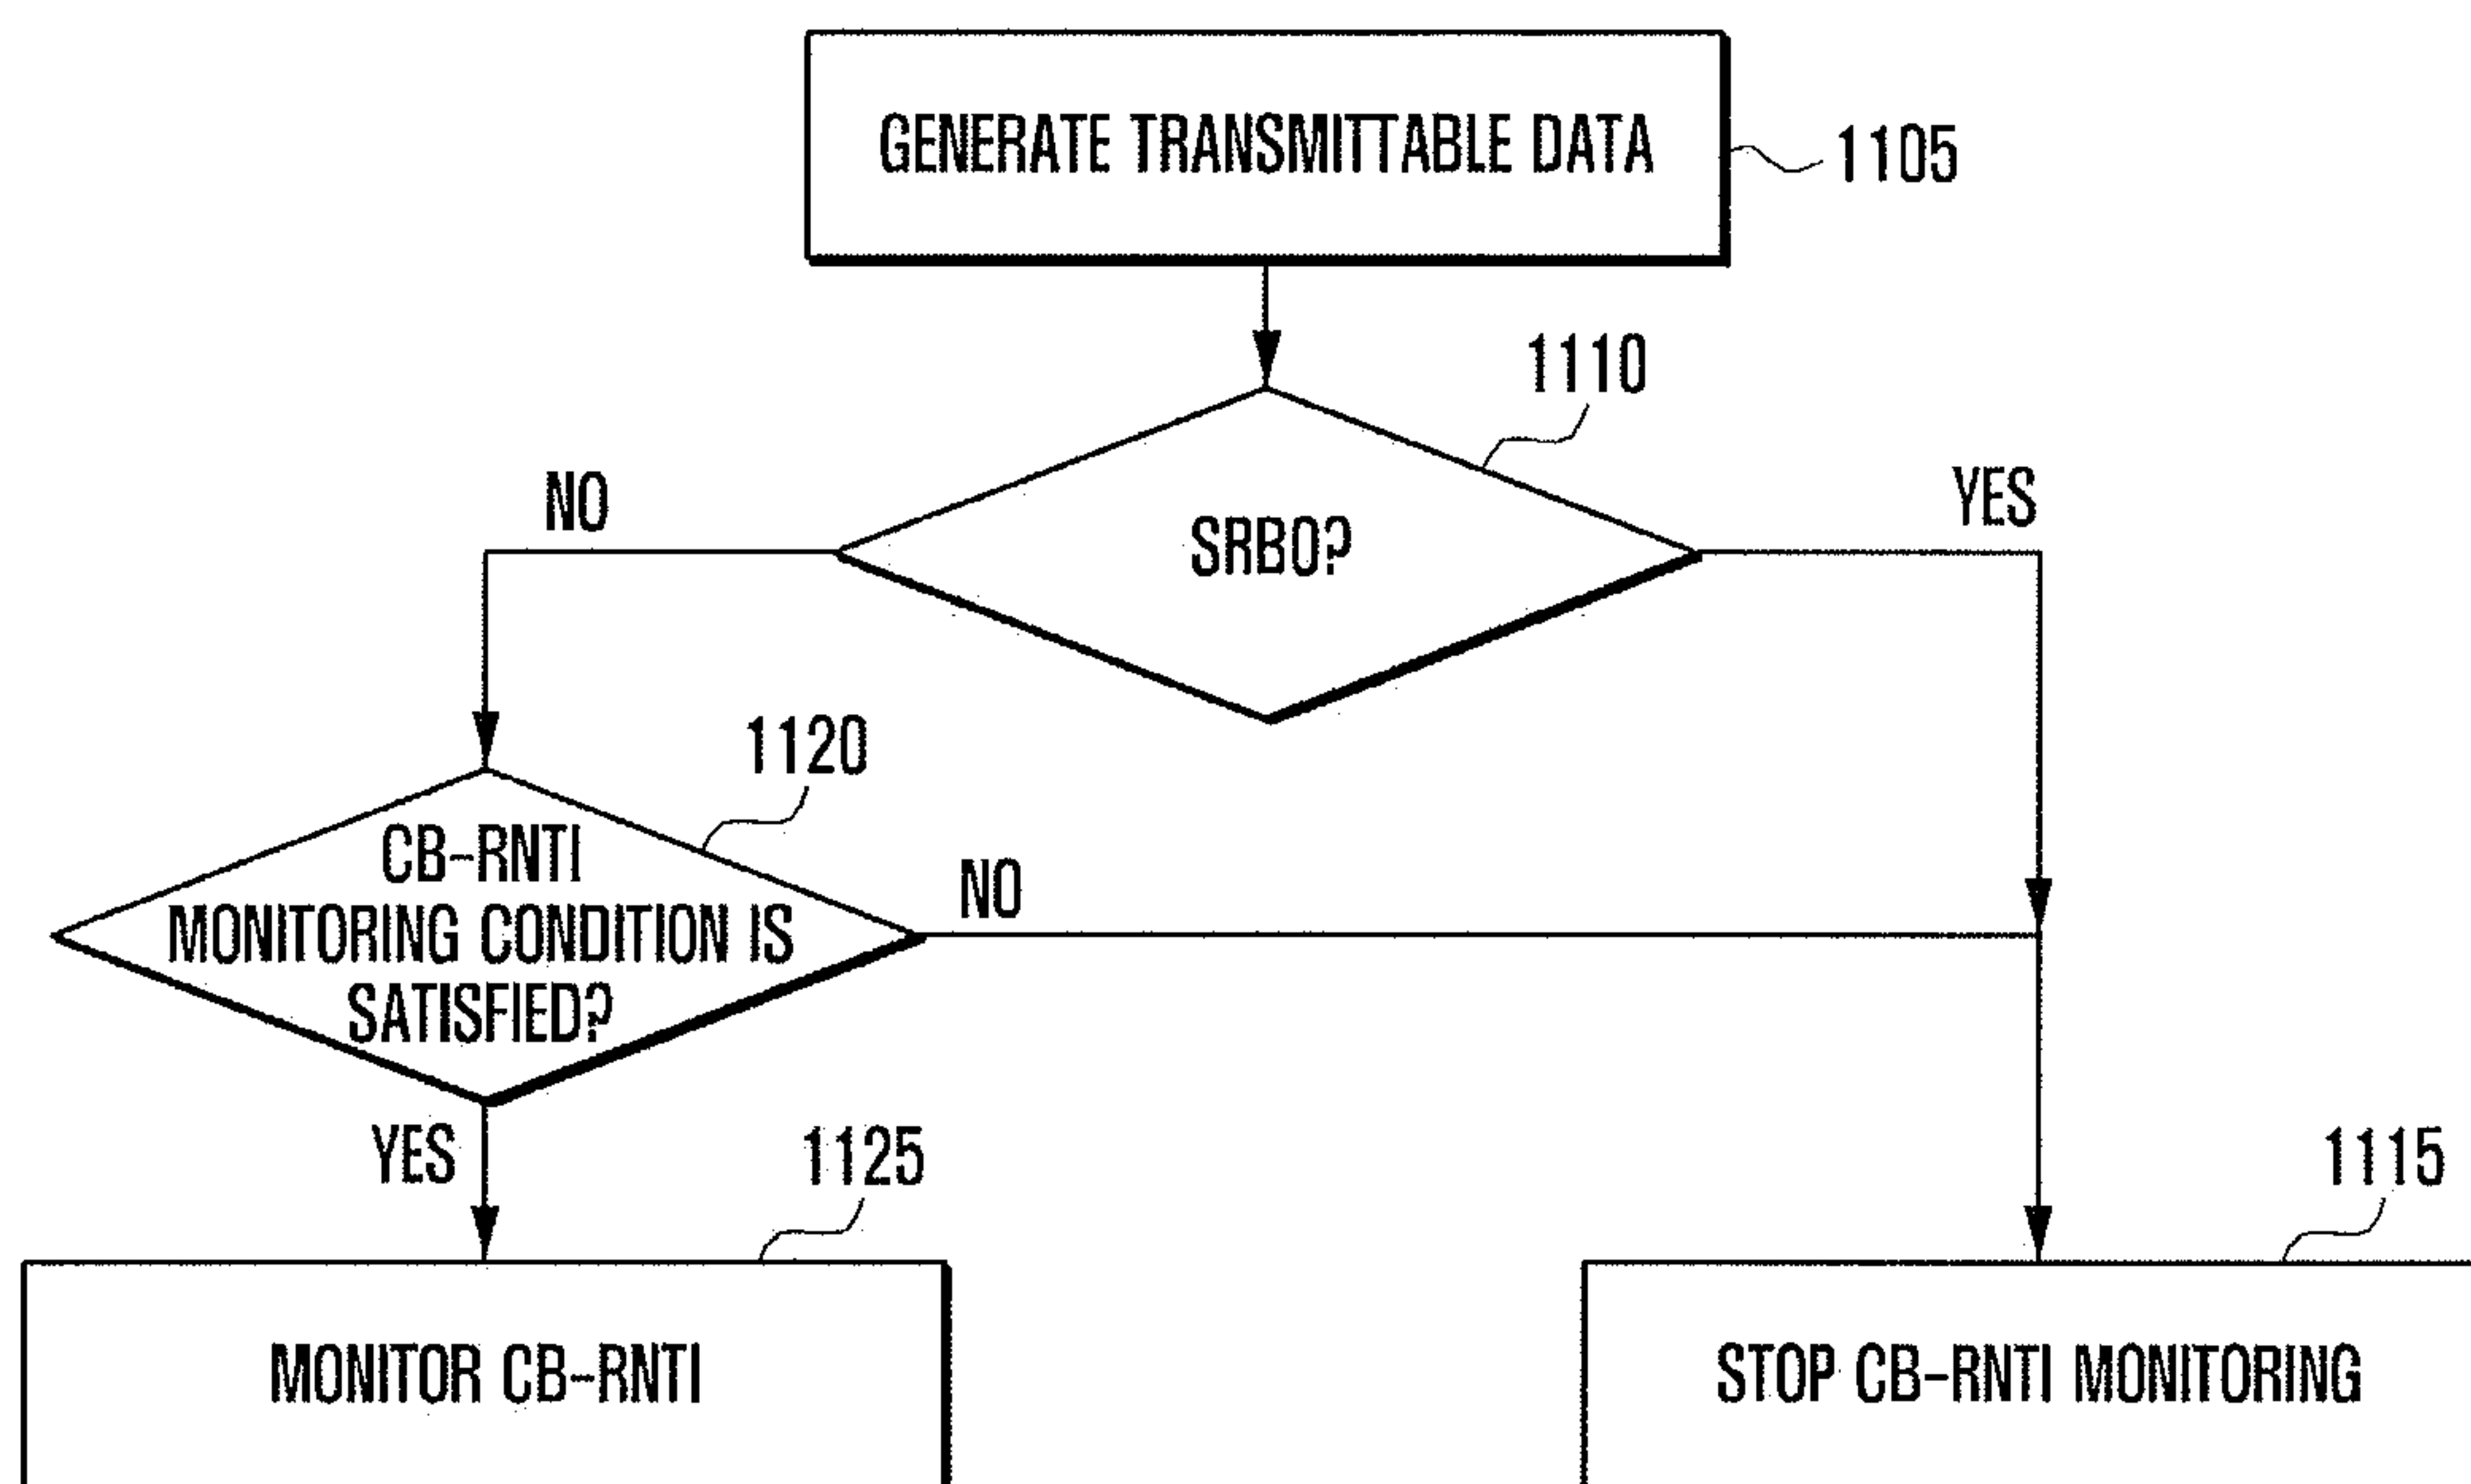 GENERATE TRANSMITTABLE DATA
1105
1110
NO
YES
SRB0?
1120
CB-RNTI
MONITORING CONDITION IS
SATISFIED?
NO
YES
1125
1115
MONITOR CB-RNTI
STOP CB-RNTI MONITORING